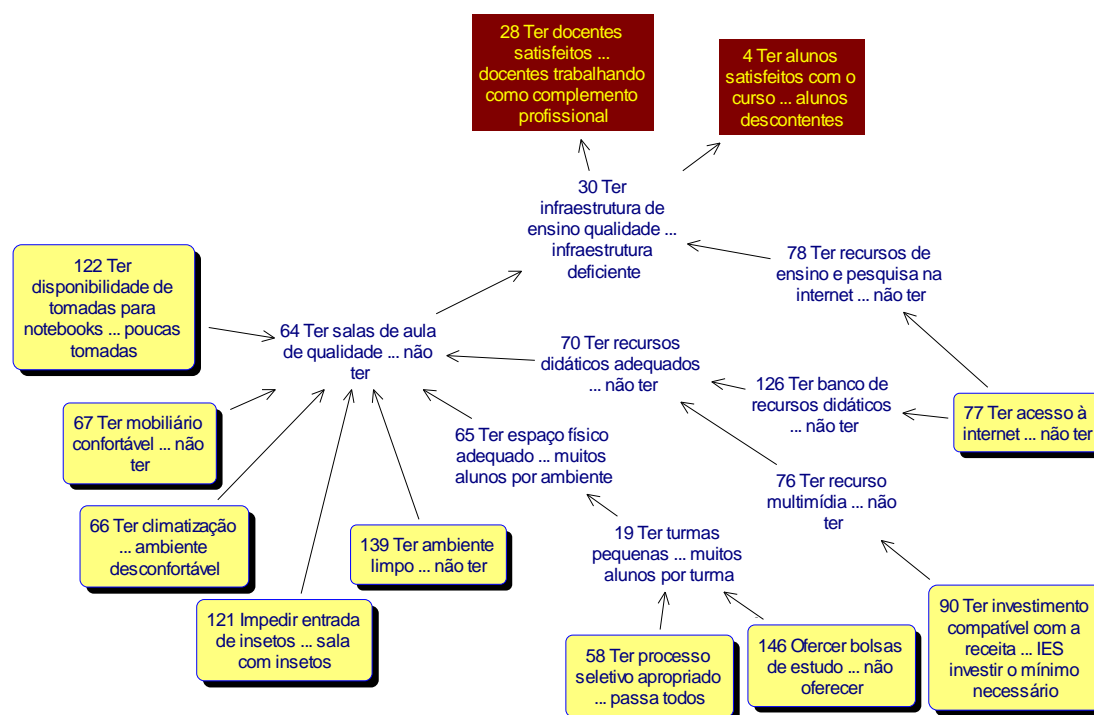 28 Ter docentes
satisfeitos ...
docentes trabalhando
como complemento
profissional
4 Ter alunos
satisfeitos com o
curso ... alunos
descontentes
30 Ter
infraestrutura de
ensino qualidade ...
infraestrutura
deficiente
122 Ter
disponibilidade de
tomadas para
notebooks ... poucas
tomadas
78 Ter recursos de
ensino e pesquisa na
internet ... não ter
64 Ter salas de aula
de qualidade ... não
ter
70 Ter recursos
didáticos adequados
... não ter
126 Ter banco de
recursos didáticos
... não ter
77 Ter acesso à
internet ... não ter
67 Ter mobiliário
confortável ... não
ter
65 Ter espaço físico
adequado ... muitos
alunos por ambiente
76 Ter recurso
multimídia ... não
ter
66 Ter climatização
... ambiente
desconfortável
139 Ter ambiente
limpo ... não ter
19 Ter turmas
pequenas ... muitos
alunos por turma
121 Impedir entrada
de insetos ... sala
com insetos
58 Ter processo
seletivo apropriado
... passa todos
146 Ofercer bolsas
de estudo ... não
oferecer
90 Ter investimento
compatível com a
receita ... IES
investir o mínimo
necessário